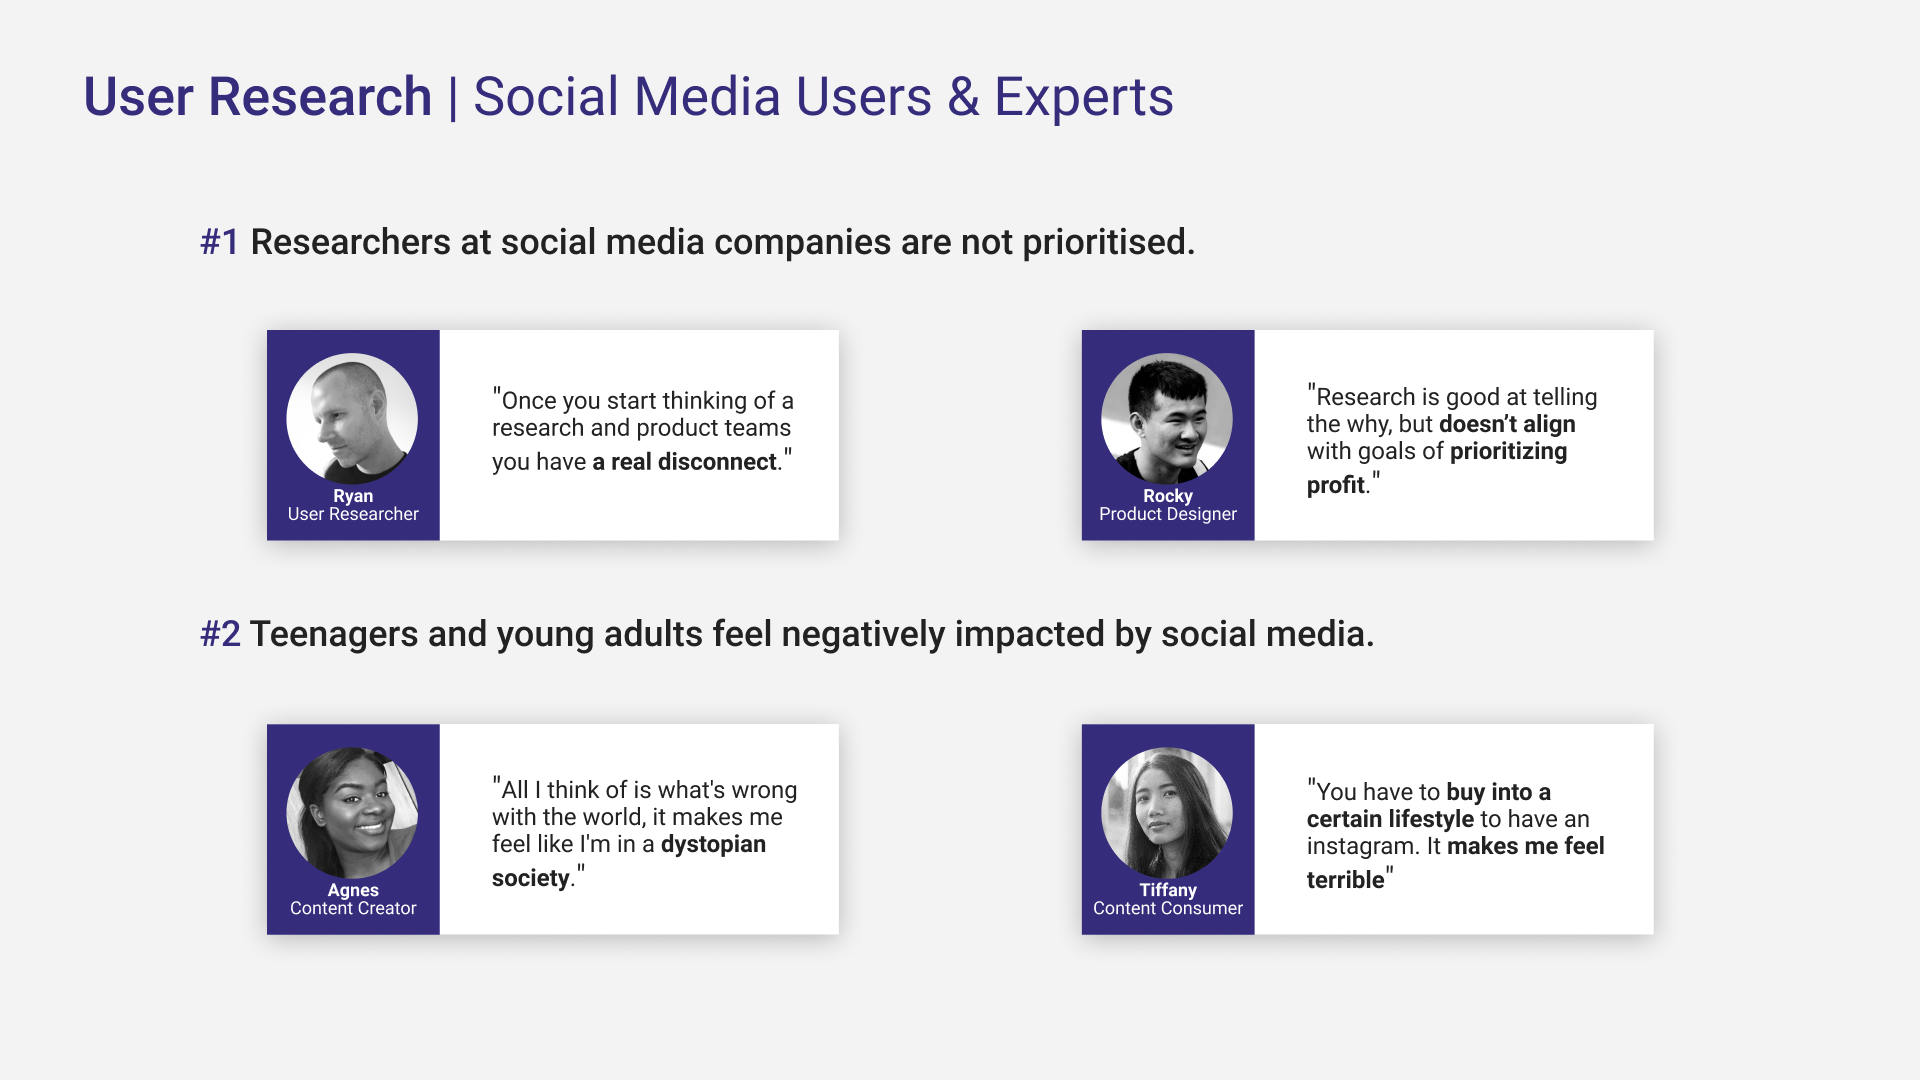 User Research | Social Media Users & Experts
#1 Researchers at social media companies are not prioritised.
Ryan
User Researcher
"Once you start thinking of a
research and product teams
you have a real disconnect."
Rocky
Product Designer
"Research is good at telling
the why, but doesn’t align
with goals of prioritizing
profit."
#2 Teenagers and young adults feel negatively impacted by social media.
Agnes
Content Creator
"All I think of is what's wrong
with the world, it makes me
feel like I'm in a dystopian
society."
Tiffany
Content Consumer
"You have to buy into a
certain lifestyle to have an
instagram. It makes me feel
terrible"